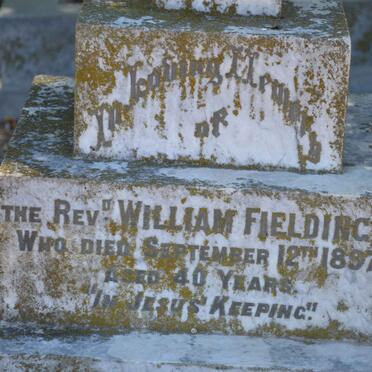 In Loving Memory
of
THE REVD WILLIAM FIELDING
WHO DIED SEPTEMBER 12TH 1897
AGED 40 YEARS.
"IN JESUS' KEEPING."